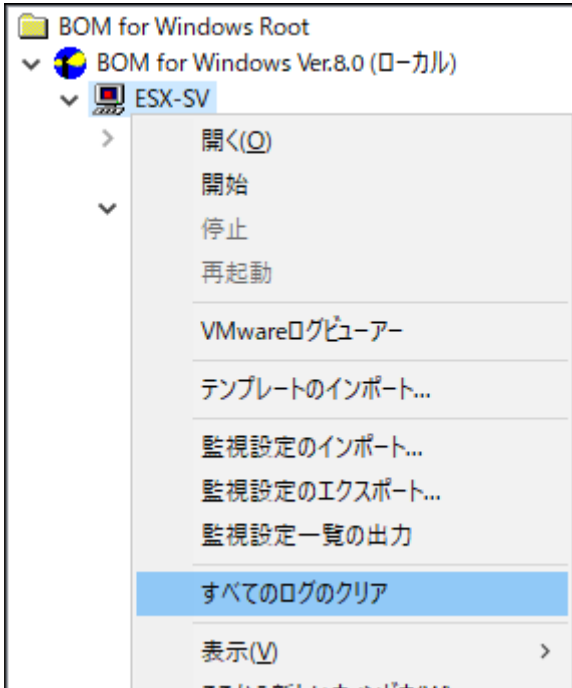 BOM for Windows Root
BOM for Windows Ver.8.0 (ローカル)
ESX-SV
開く(O)
開始
停止
再起動
VMwareログビューアー
テンプレートのインポート...
監視設定のインポート...
監視設定のエクスポート...
監視設定一覧の出力
すべてのログのクリア
表示(V)